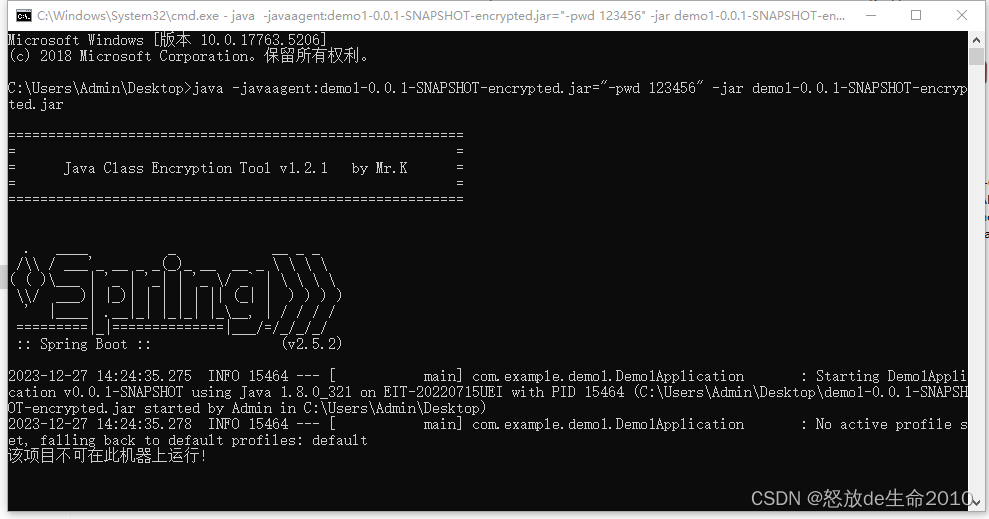 C:\Windows\System32\cmd.exe - java -javaagent:demo1-0.0.1-SNAPSHOT-encrypted.jar="-pwd 123456" -jar demo1-0.0.1-SNAPSHOT-en...
Microsoft Windows [版本 10.0.17763.5206]
(c) 2018 Microsoft Corporation。保留所有权利。
C:\Users\Admin\Desktop>java -javaagent:demo1-0.0.1-SNAPSHOT-encrypted.jar="-pwd 123456" -jar demo1-0.0.1-SNAPSHOT-encryp
ted.jar
=========================================================
=                                                       =
=      Java Class Encryption Tool v1.2.1   by Mr.K      =
=                                                       =
=========================================================
Spring
:: Spring Boot ::                (v2.5.2)
2023-12-27 14:24:35.275  INFO 15464 --- [           main] com.example.demo1.Demo1Application       : Starting Demo1Appli
cation v0.0.1-SNAPSHOT using Java 1.8.0_321 on EIT-20220715UEI with PID 15464 (C:\Users\Admin\Desktop\demo1-0.0.1-SNAPSH
OT-encrypted.jar started by Admin in C:\Users\Admin\Desktop)
2023-12-27 14:24:35.278  INFO 15464 --- [           main] com.example.demo1.Demo1Application       : No active profile s
et, falling back to default profiles: default
该项目不可在此机器上运行!
CSDN @怒放de生命2010